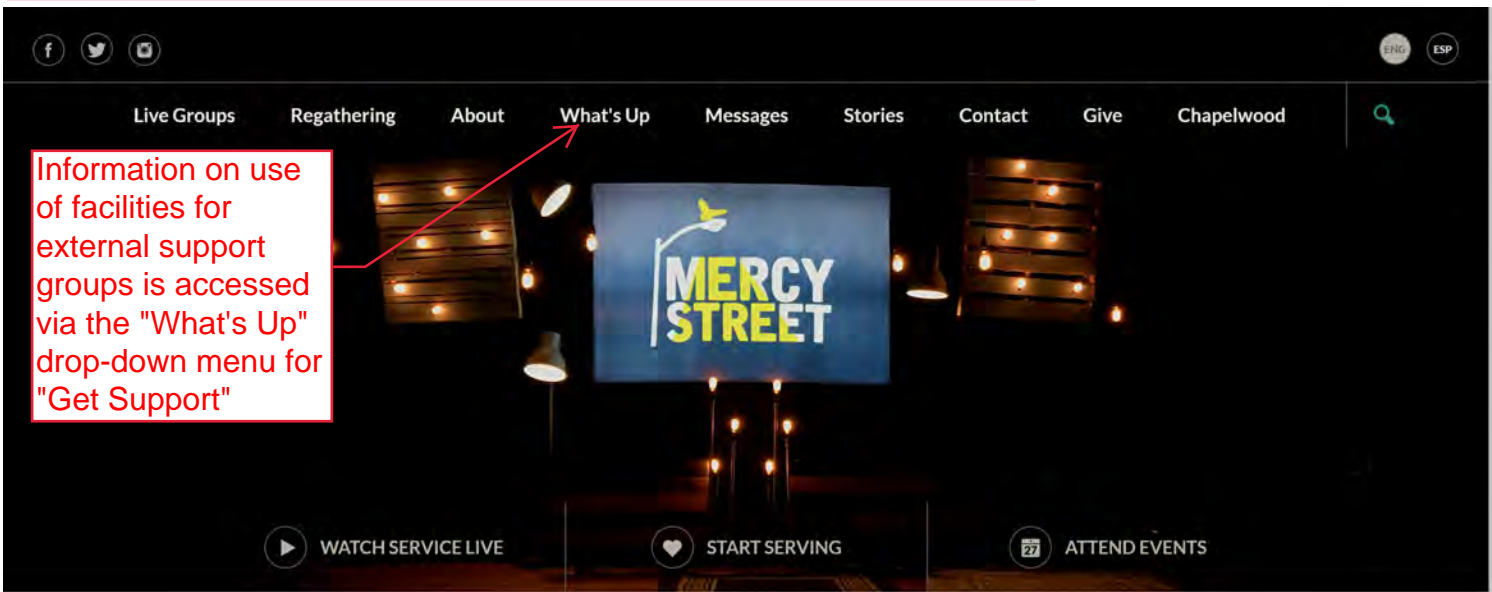 ENG ESP
Live Groups Regathering About What's Up Messages Stories Contact Give Chapelwood
Information on use
of facilities for
external support
groups is accessed
via the "What's Up"
drop-down menu for
"Get Support"
MERCY
STREET
WATCH SERVICE LIVE START SERVING 27 ATTEND EVENTS